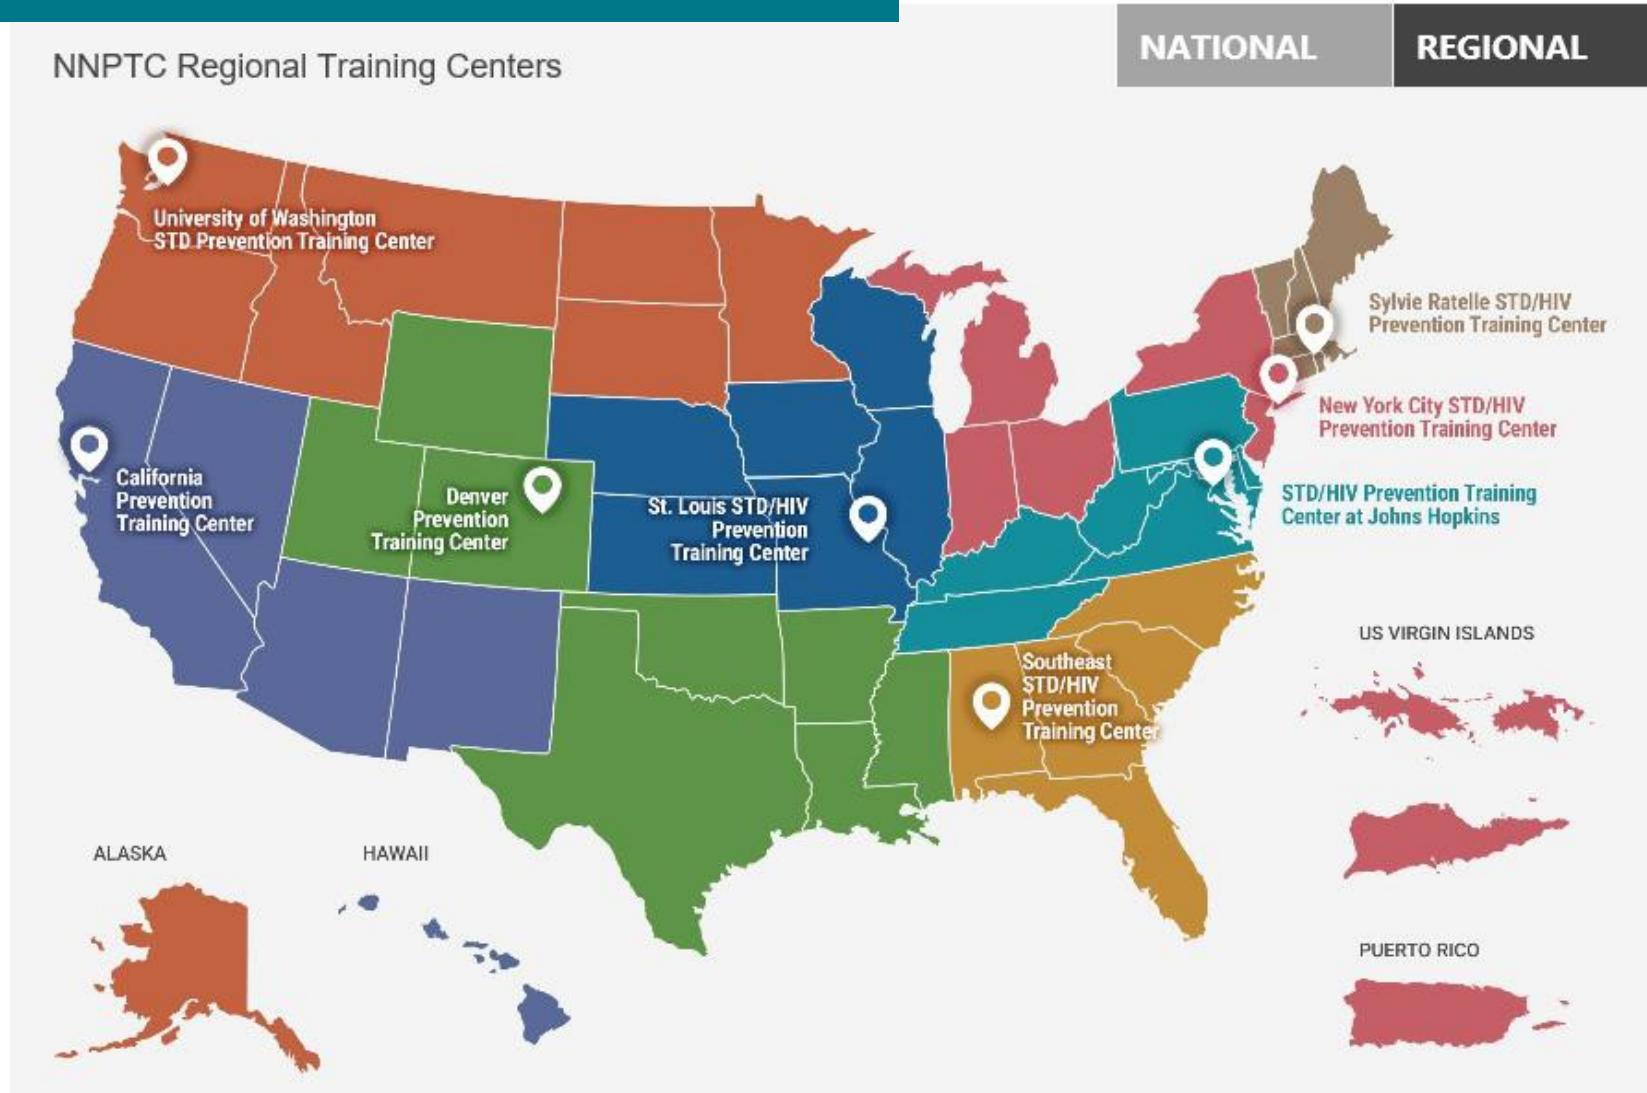 NNPTC Regional Training Centers
NATIONAL
REGIONAL
University of Washington
STD Prevention Training Center
Sylvie Ratelle STD/HIV
Prevention Training Center
New York City STD/HIV
Prevention Training Center
California
Prevention
Training Center
Denver
Prevention
Training Center
St. Louis STD/HIV
Prevention
Training Center
STD/HIV Prevention Training
Center at Johns Hopkins
Southeast
STD/HIV
Prevention
Training Center
US VIRGIN ISLANDS
ALASKA
HAWAII
PUERTO RICO